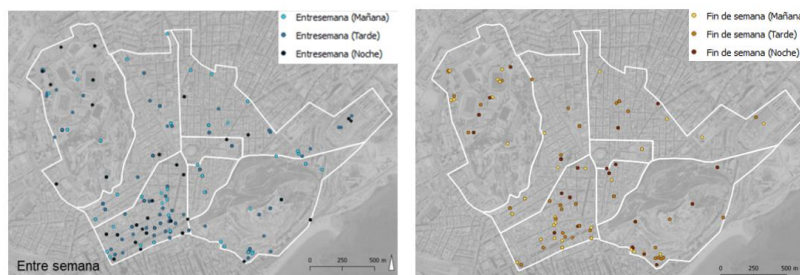 Entresemana (Mañana)
Entresemana (Tarde)
Entresemana (Noche)
Entre semana
0 250 500 m
Fin de semana (Mañana)
Fin de semana (Tarde)
Fin de semana (Noche)
0 250 500 m